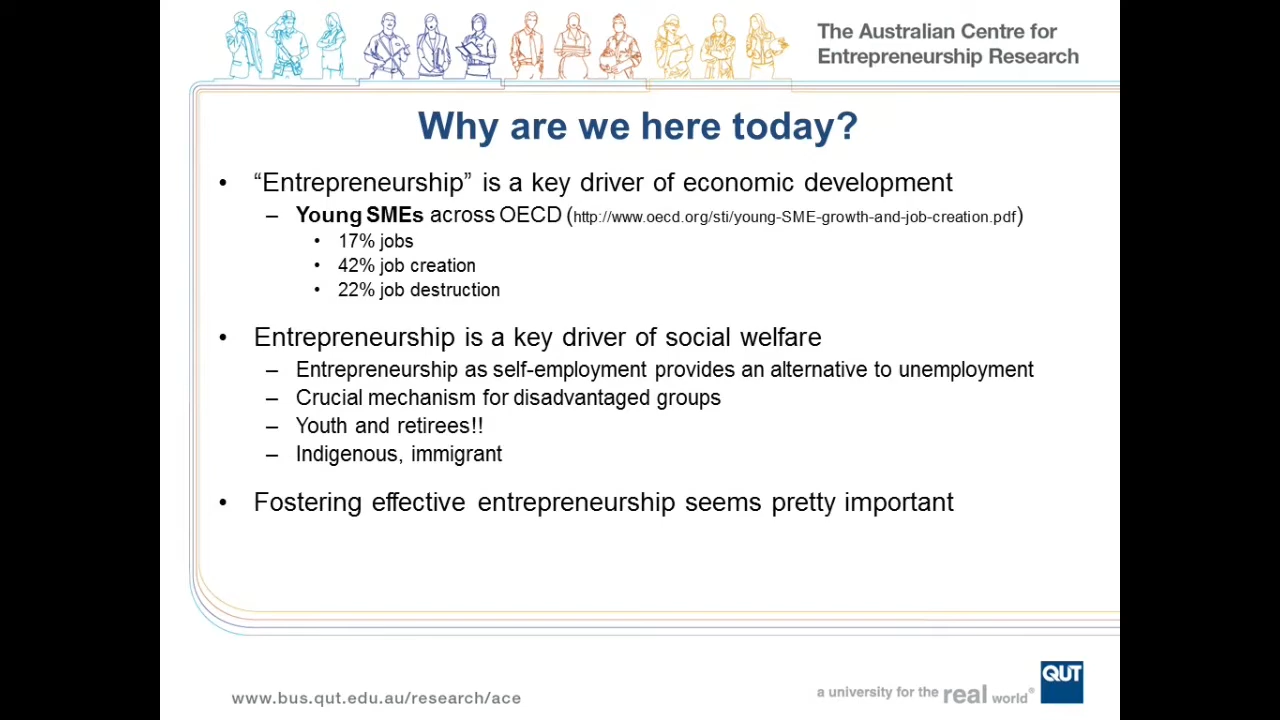 The Australian Centre for
Entrepreneurship Research
Why are we here today?
• “Entrepreneurship” is a key driver of economic development
– Young SMEs across OECD (http://www.oecd.org/sti/young-SME-growth-and-job-creation.pdf)
• 17% jobs
• 42% job creation
• 22% job destruction
• Entrepreneurship is a key driver of social welfare
– Entrepreneurship as self-employment provides an alternative to unemployment
– Crucial mechanism for disadvantaged groups
– Youth and retirees!!
– Indigenous, immigrant
• Fostering effective entrepreneurship seems pretty important
www.bus.qut.edu.au/research/ace
a university for the real world®
QUT